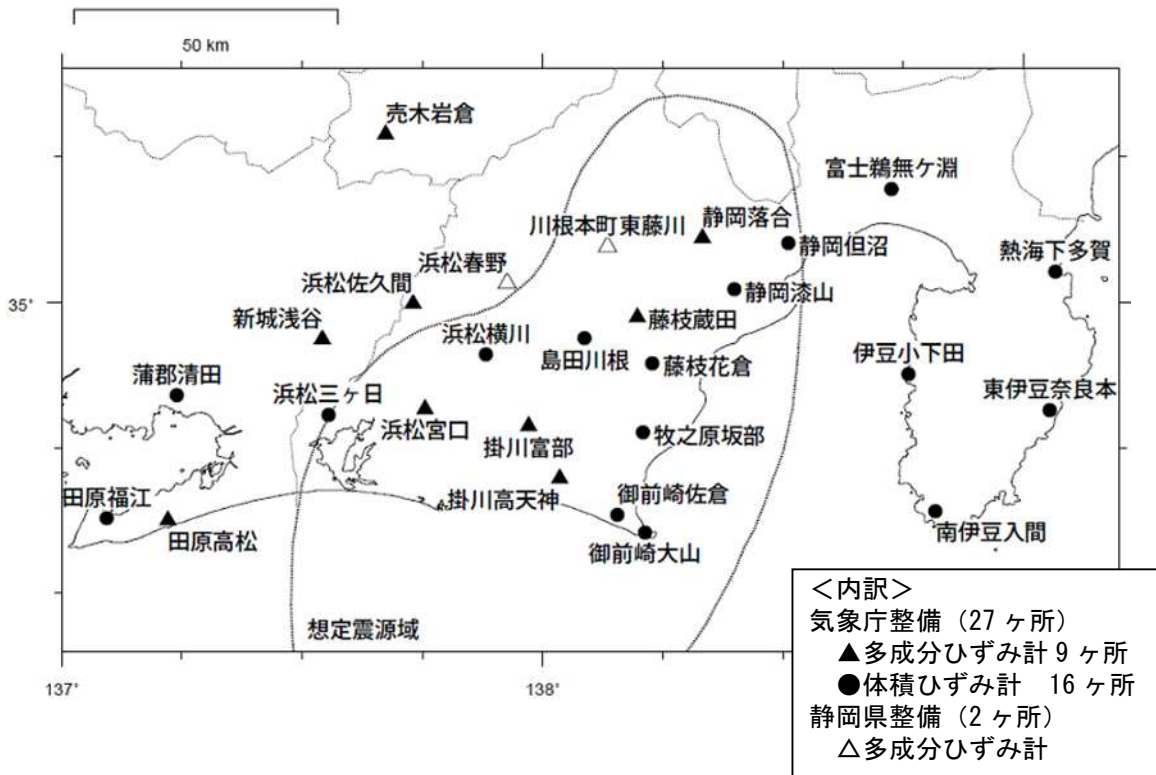 50 km
売木岩倉
富士鵜無ケ淵
川根本町東藤川
静岡落合
静岡但沼
熱海下多賀
浜松春野
浜松佐久間
静岡漆山
35°
新城浅谷
浜松横川
島田川根
藤枝蔵田
藤枝花倉
伊豆小下田
蒲郡清田
浜松三ヶ日
東伊豆奈良本
浜松宮口
掛川富部
牧之原坂部
田原福江
田原高松
掛川高天神
御前崎佐倉
御前崎大山
南伊豆入間
想定震源域
137°
138°
＜内訳＞
気象庁整備（27 ヶ所）
▲多成分ひずみ計 9 ヶ所
●体積ひずみ計　16 ヶ所
静岡県整備（2 ヶ所）
△多成分ひずみ計